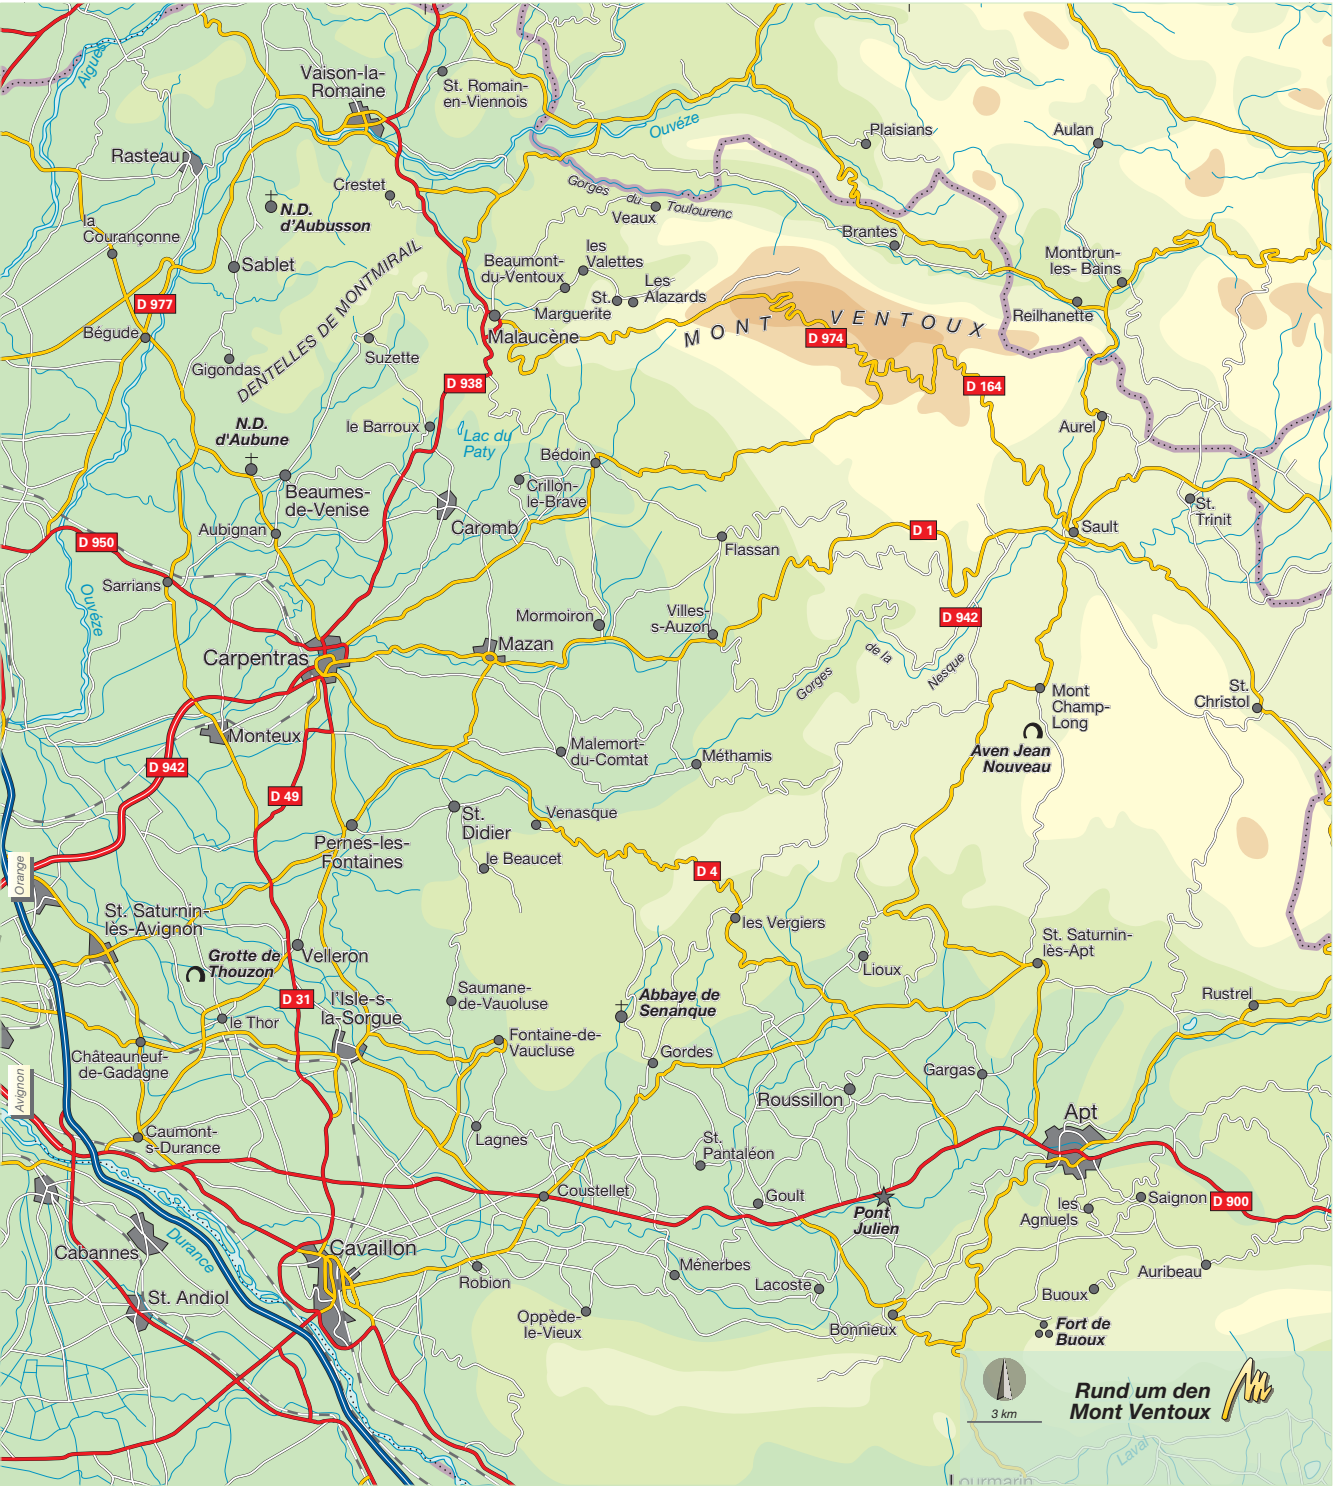 Aigues
Vaison-la-
Romaine
St. Romain-
en-Viennois
Ouvéze
Plaisians
Aulan
Rasteau
Crestet
N.D.
d'Aubusson
Gorges
du
Toulourenc
Veaux
la
Courançonne
Brantes
les
Valettes
Beaumont-
du-Ventoux
Montbrun-
les- Bains
Sablet
Les
Alazards
St.
Marguerite
D 977
Reilhanette
MONT VENTOUX
DENTELLES DE MONTMIRAIL
Bégude
Malaucène
D 974
Suzette
Gigondas
D 938
D 164
N.D.
d'Aubune
le Barroux
Lac du
Paty
Aurel
Bédoin
Crillon-
le-Brave
Beaumes-
de-Venise
St.
Trinit
Caromb
Aubignan
D 1
Sault
D 950
Flassan
Sarrians
Ouvéze
Mormoiron
Villes-
s-Auzon
D 942
Mazan
Carpentras
Gorges
de la
Nesque
St.
Christol
Mont
Champ-
Long
Monteux
Malemort-
du-Comtat
Méthamis
Aven Jean
Nouveau
D 942
D 49
St.
Didier
Venasque
Pernes-les-
Fontaines
le Beaucet
Orange
D 4
St. Saturnin-
lès-Avignon
les Vergiers
St. Saturnin-
lès-Apt
Grotte de
Thouzon
Velleron
Lioux
D 31
l'Isle-s-
la-Sorgue
Saumane-
de-Vauoluse
Abbaye de
Senanque
Rustrel
le Thor
Fontaine-de-
Vaucluse
Châteauneuf-
de-Gadagne
Gordes
Gargas
Avignon
Roussillon
Apt
Caumont-
s-Durance
Lagnes
St.
Pantaléon
Coustellet
Goult
les
Agnuels
Saignon
D 900
Pont
Julien
Cabannes
Durance
Cavaillon
Robion
Ménerbes
Lacoste
Auribeau
Buoux
St. Andiol
Oppède-
le-Vieux
Bonnieux
Fort de
Buoux
3 km
Rund um den
Mont Ventoux
Laval
Lourmarin